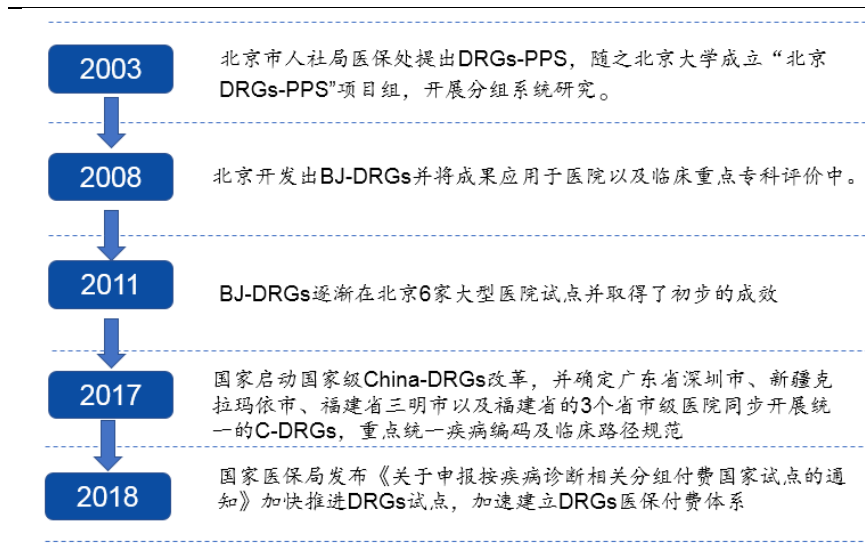 2003
北京市人社局医保处提出DRGs-PPS，随之北京大学成立“北京
DRGs-PPS”项目组，开展分组系统研究。
2008
北京开发出BJ-DRGs并将成果应用于医院以及临床重点专科评价中。
2011
BJ-DRGs逐渐在北京6家大型医院试点并取得了初步的成效
2017
国家启动国家级China-DRGs改革，并确定广东省深圳市、新疆克
拉玛依市、福建省三明市以及福建省的3个省市级医院同步开展统
一的C-DRGs，重点统一疾病编码及临床路径规范
2018
国家医保局发布《关于申报按疾病诊断相关分组付费国家试点的通
知》加快推进DRGs试点，加速建立DRGs医保付费体系